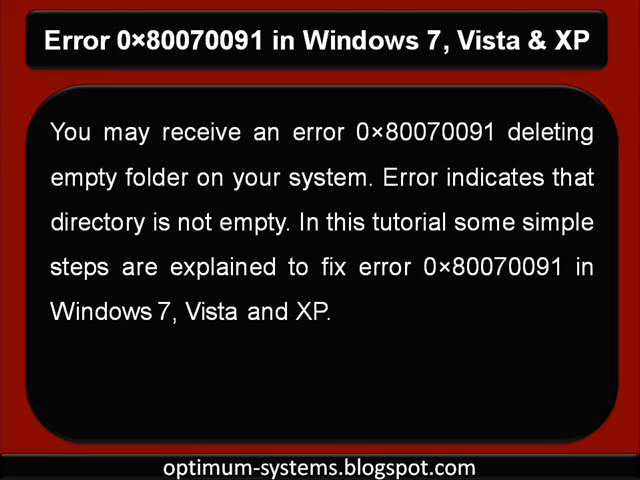 Error 0×80070091 in Windows 7, Vista & XP
You may receive an error 0×80070091 deleting
empty folder on your system. Error indicates that
directory is not empty. In this tutorial some simple
steps are explained to fix error 0×80070091 in
Windows 7, Vista and XP.
optimum-systems.blogspot.com